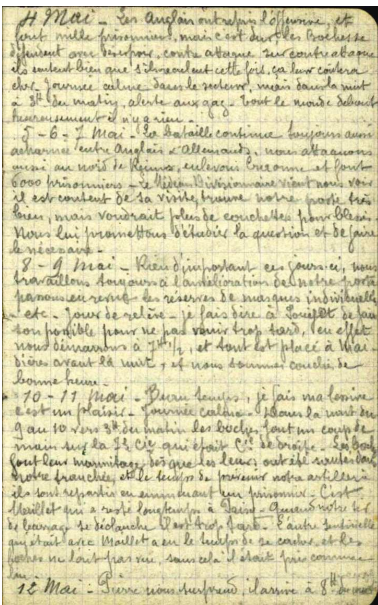 4 Mai - Les Anglais ont repris l'offensive, et
font mille prisonniers, mais c'est dur les Boches se
défendent avec désespoir, contre attaque sur contre attaque
ils sentent bien que s'ils reculent cette fois, ça leur coûtera
cher. Journée calme dans le secteur, mais dans la nuit
à 3h du matin, alerte aux gaz - tout le monde debout
heureusement il n'y a rien -
5 - 6 - 7 Mai - La bataille continue toujours aussi
acharnée entre Anglais & Allemands, nous attaquons
aussi au nord de Reims, enlevons Craonne et font
6000 prisonniers - Le Médecin Divisionnaire vient nous voir
il est content de sa visite, trouve notre poste très
bien, mais voudrait plus de couchettes pour blessés.
Nous lui promettons d'étudier la question et de faire
le nécessaire -
8 - 9 Mai - Rien d'important ces jours-ci, nous
travaillons toujours à l'amélioration de notre poste
passons en revue les réserves de masques individuels
- etc - Jour de relève - je fais dire à de faire
son possible pour ne pas venir trop tard, en effet
nous démarrons à 7h 1/2, et tout est placé à
avant la nuit, et nous sommes couchés de
bonne heure -
10 - 11 Mai - Beau temps, je fais ma lessive
c'est un plaisir - Journée calme - Dans la nuit du
9 au 10 vers 3h du matin les boches font un coup de
main sur la 23 Cie qui était Cie de - Les Boches
font leur marmitage, dès que les leurs ont été sauter dans
notre tranchée, et le temps de prévenir notre artillerie
ils sont repartis en emmenant un prisonnier - C'est
Meillet qui a resté longtemps à - Quand notre tir
de barrage se déclanche il est trop tard - L'autre sentinelle
qui était avec Maillet a eu le temps de se cacher et les
boches ne l'ont pas vu, sans cela il était pris comme
lui -
12 Mai - Pierre nous surprend, il arrive à 8h du